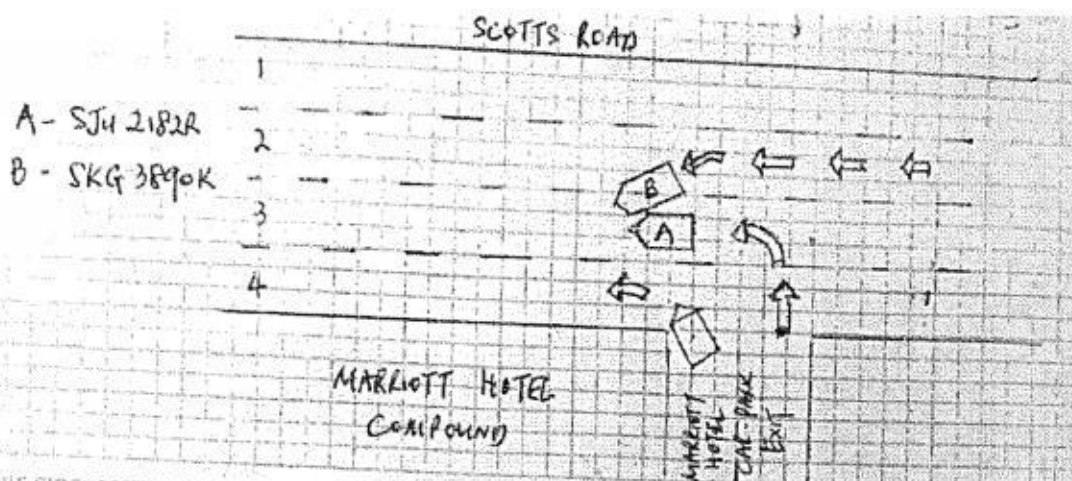 SCOTTS ROAD
1
A - SJH 2182R
2
B - SKG 3890K
B
3
A
4
MARRIOTT HOTEL
COMPOUND
MARRIOTT
HOTEL
CAR-PARK
EXIT